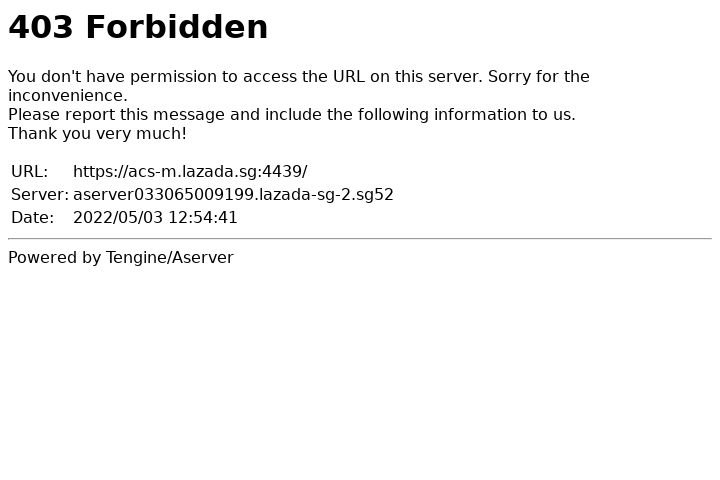 403 Forbidden
You don't have permission to access the URL on this server. Sorry for the
inconvenience.
Please report this message and include the following information to us.
Thank you very much!
URL: https://acs-m.lazada.sg:4439/
Server: aserver033065009199.lazada-sg-2.sg52
Date: 2022/05/03 12:54:41
Powered by Tengine/Aserver